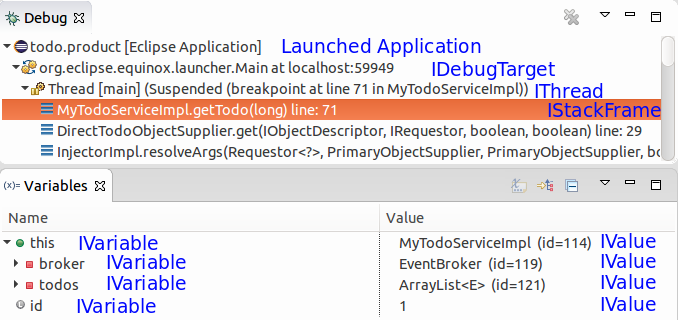 Debug
todo.product [Eclipse Application] Launched Application
org.eclipse.equinox.launcher.Main at localhost:59949 IDebugTarget
Thread [main] (Suspended (breakpoint at line 71 in MyTodoServiceImpl)) IThread
MyTodoServiceImpl.getTodo(long) line: 71 IStackFrame
DirectTodoObjectSupplier.get(IObjectDescriptor, IRequestor, boolean, boolean) line: 29
InjectorImpl.resolveArgs(Requestor<?>, PrimaryObjectSupplier, PrimaryObjectSupplier, bo
(x)= Variables
Name Value
this IVariable MyTodoServiceImpl (id=114) IValue
broker IVariable EventBroker (id=119) IValue
todos IVariable ArrayList<E> (id=121) IValue
id IVariable 1 IValue